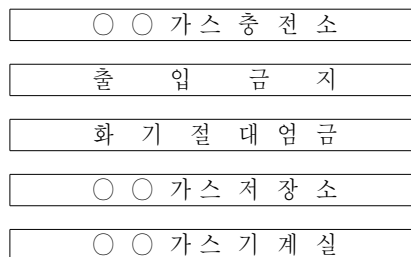 ○ ○ 가 스 충 전 소
출 입 금 지
화 기 절 대 엄 금
○ ○ 가 스 저 장 소
○ ○ 가 스 기 계 실